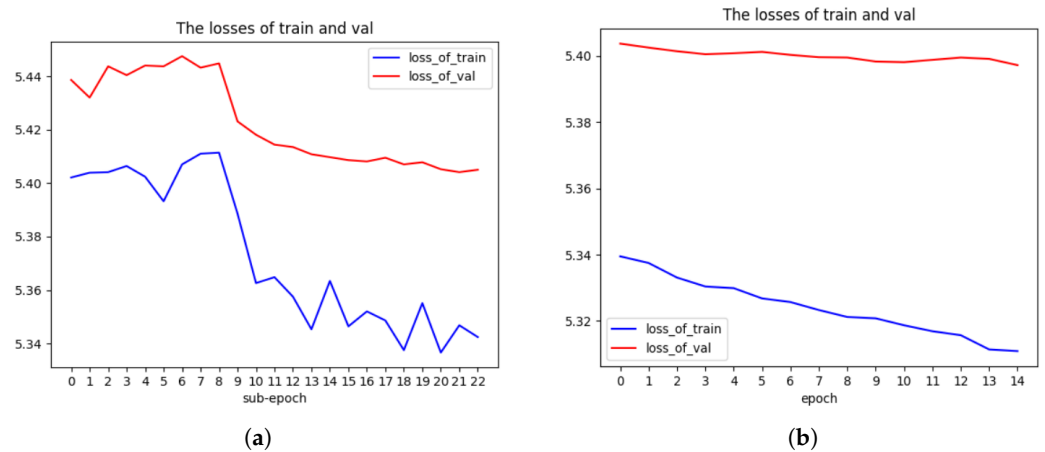 The losses of train and val
loss_of_train
loss_of_val
5.44
5.42
5.40
5.38
5.36
5.34
0 1 2 3 4 5 6 7 8 9 10 11 12 13 14 15 16 17 18 19 20 21 22
sub-epoch
(a)
The losses of train and val
5.40
5.38
5.36
5.34
5.32
loss_of_train
loss_of_val
0 1 2 3 4 5 6 7 8 9 10 11 12 13 14
epoch
(b)